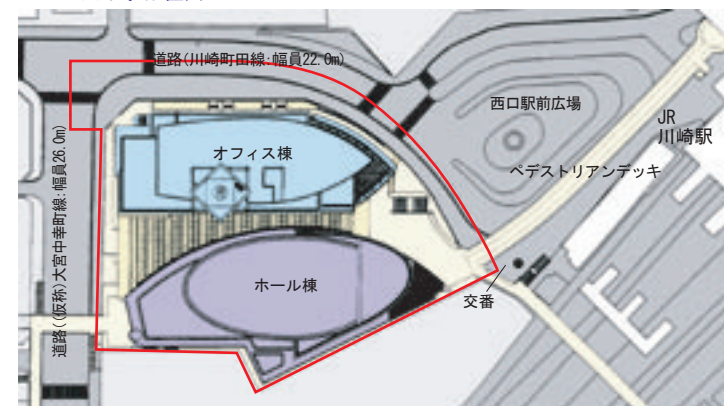 道路(川崎町田線:幅員22.0m)
西口駅前広場
JR
川崎駅
オフィス棟
ペデストリアンデッキ
道路((仮称)大宮中幸町線:幅員26.0m)
ホール棟
交番